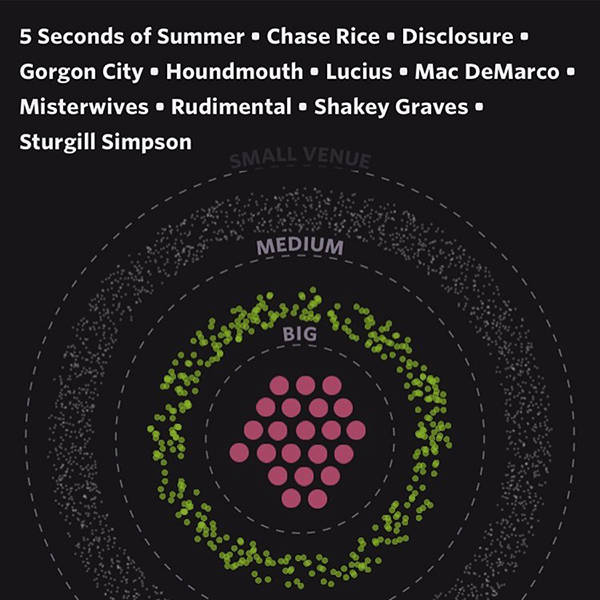 5 Seconds of Summer ▪ Chase Rice ▪ Disclosure ▪
Gorgon City ▪ Houndmouth ▪ Lucius ▪ Mac DeMarco ▪
Misterwives ▪ Rudimental ▪ Shakey Graves ▪
Sturgill Simpson
SMALL VENUE
MEDIUM
BIG